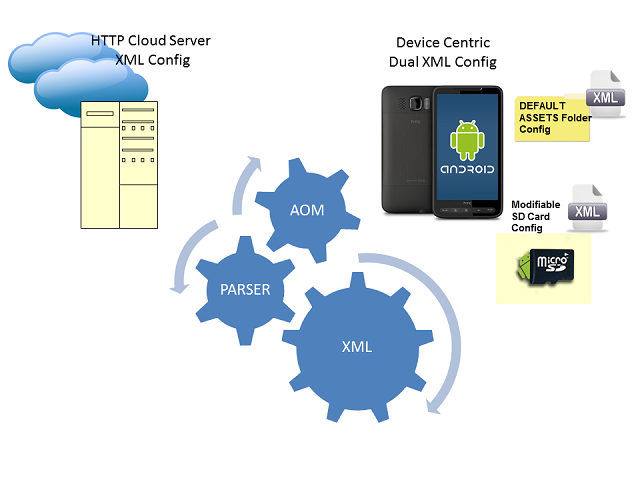 HTTP Cloud Server
XML Config
Device Centric
Dual XML Config
XML
DEFAULT
ASSETS Folder
Config
ANDROID
Modifiable
SD Card
Config
XML
micro
SD
AOM
PARSER
XML